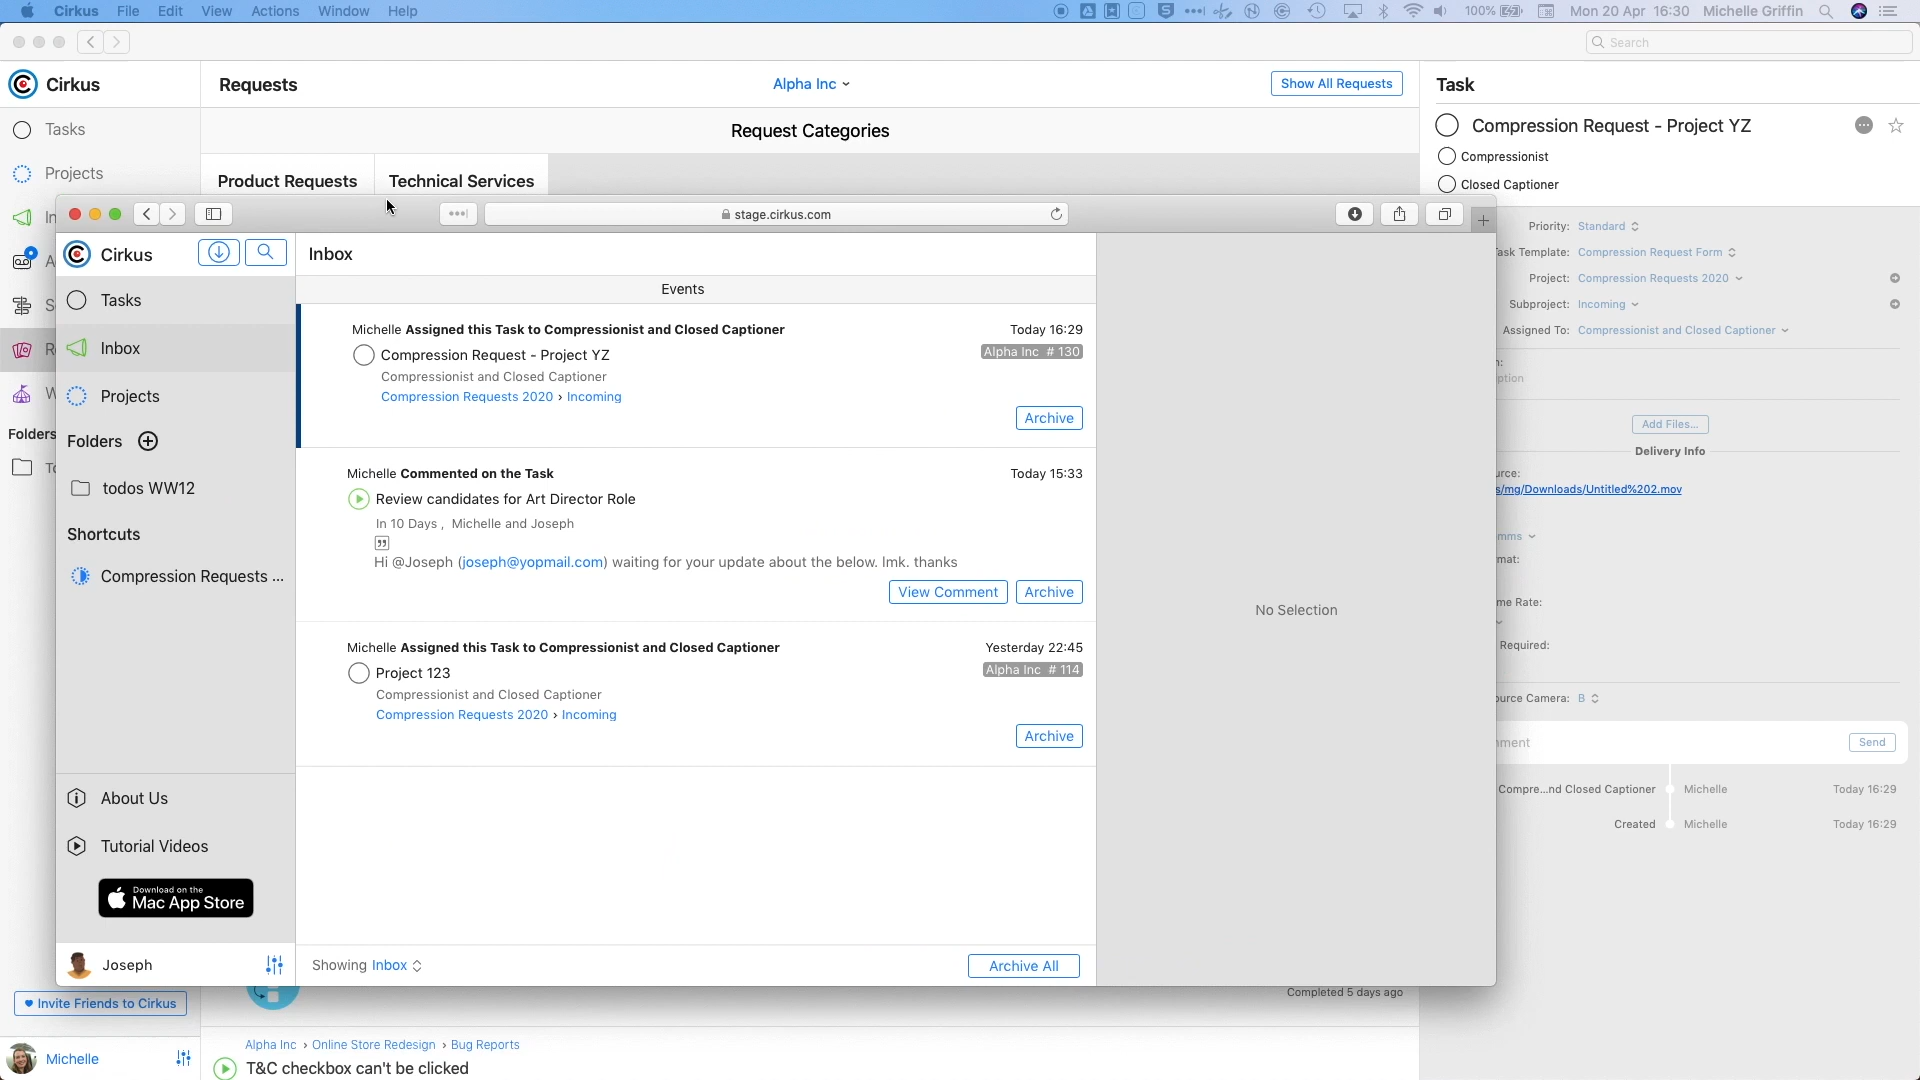 Cirkus File Edit View Actions Window Help
100% Mon 20 Apr 16:30 Michelle Griffin
Search
Cirkus
Requests
Alpha Inc
Show All Requests
Task
Tasks
Request Categories
Compression Request - Project YZ
Compressionist
Projects
Product Requests Technical Services
Closed Captioner
stage.cirkus.com
Priority: Standard
Cirkus
Inbox
Task Template: Compression Request Form
Events
Project: Compression Requests 2020
Tasks
Subproject: Incoming
Michelle Assigned this Task to Compressionist and Closed Captioner Today 16:29
Assigned To: Compressionist and Closed Captioner
Inbox
Compression Request - Project YZ
Alpha Inc # 130
Compressionist and Closed Captioner
Compression Requests 2020 › Incoming
Projects
Archive
Add Files...
Folders
Folders
Delivery Info
Michelle Commented on the Task Today 15:33
todos WW12
Review candidates for Art Director Role
s/mg/Downloads/Untitled%202.mov
In 10 Days , Michelle and Joseph
Shortcuts
Hi @Joseph (joseph@yopmail.com) waiting for your update about the below. lmk. thanks
Compression Requests ...
View Comment Archive
me Rate:
No Selection
Michelle Assigned this Task to Compressionist and Closed Captioner Yesterday 22:45
Required:
Project 123
Alpha Inc # 114
Compressionist and Closed Captioner
Compression Requests 2020 › Incoming
urce Camera: B
Archive
Send
About Us
Compre...nd Closed Captioner Michelle Today 16:29
Created Michelle Today 16:29
Tutorial Videos
Download on the
Mac App Store
Joseph
Showing Inbox
Archive All
Completed 5 days ago
Invite Friends to Cirkus
Alpha Inc › Online Store Redesign › Bug Reports
Michelle
T&C checkbox can't be clicked